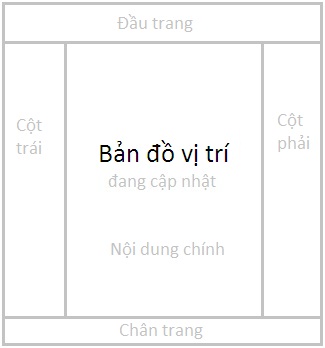 Đầu trang
Cột
trái
Bản đồ vị trí
đang cập nhật
Nội dung chính
Cột
phải
Chân trang